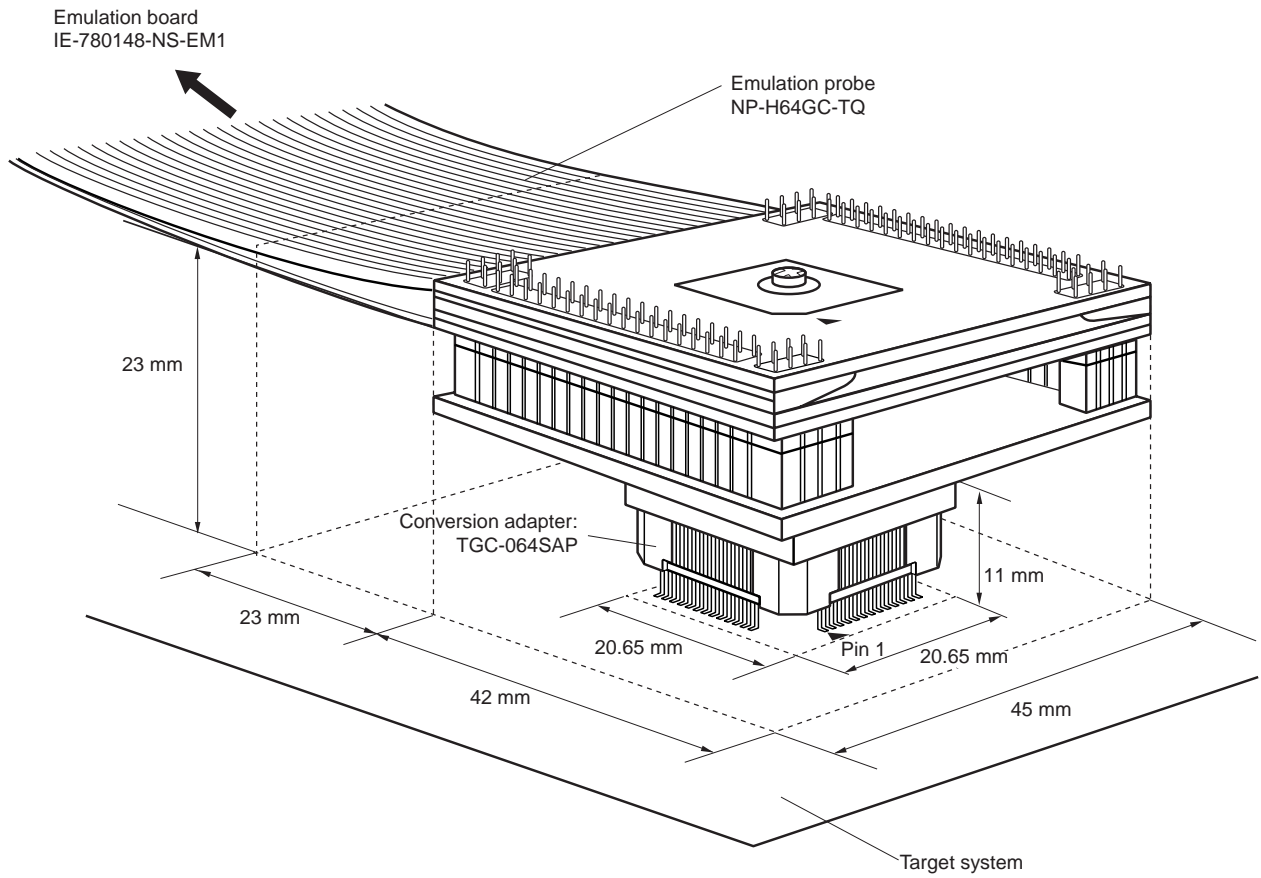 Emulation board
IE-780148-NS-EM1
Emulation probe
NP-H64GC-TQ
23 mm
Conversion adapter:
TGC-064SAP
11 mm
23 mm
20.65 mm
Pin 1
20.65 mm
42 mm
45 mm
Target system